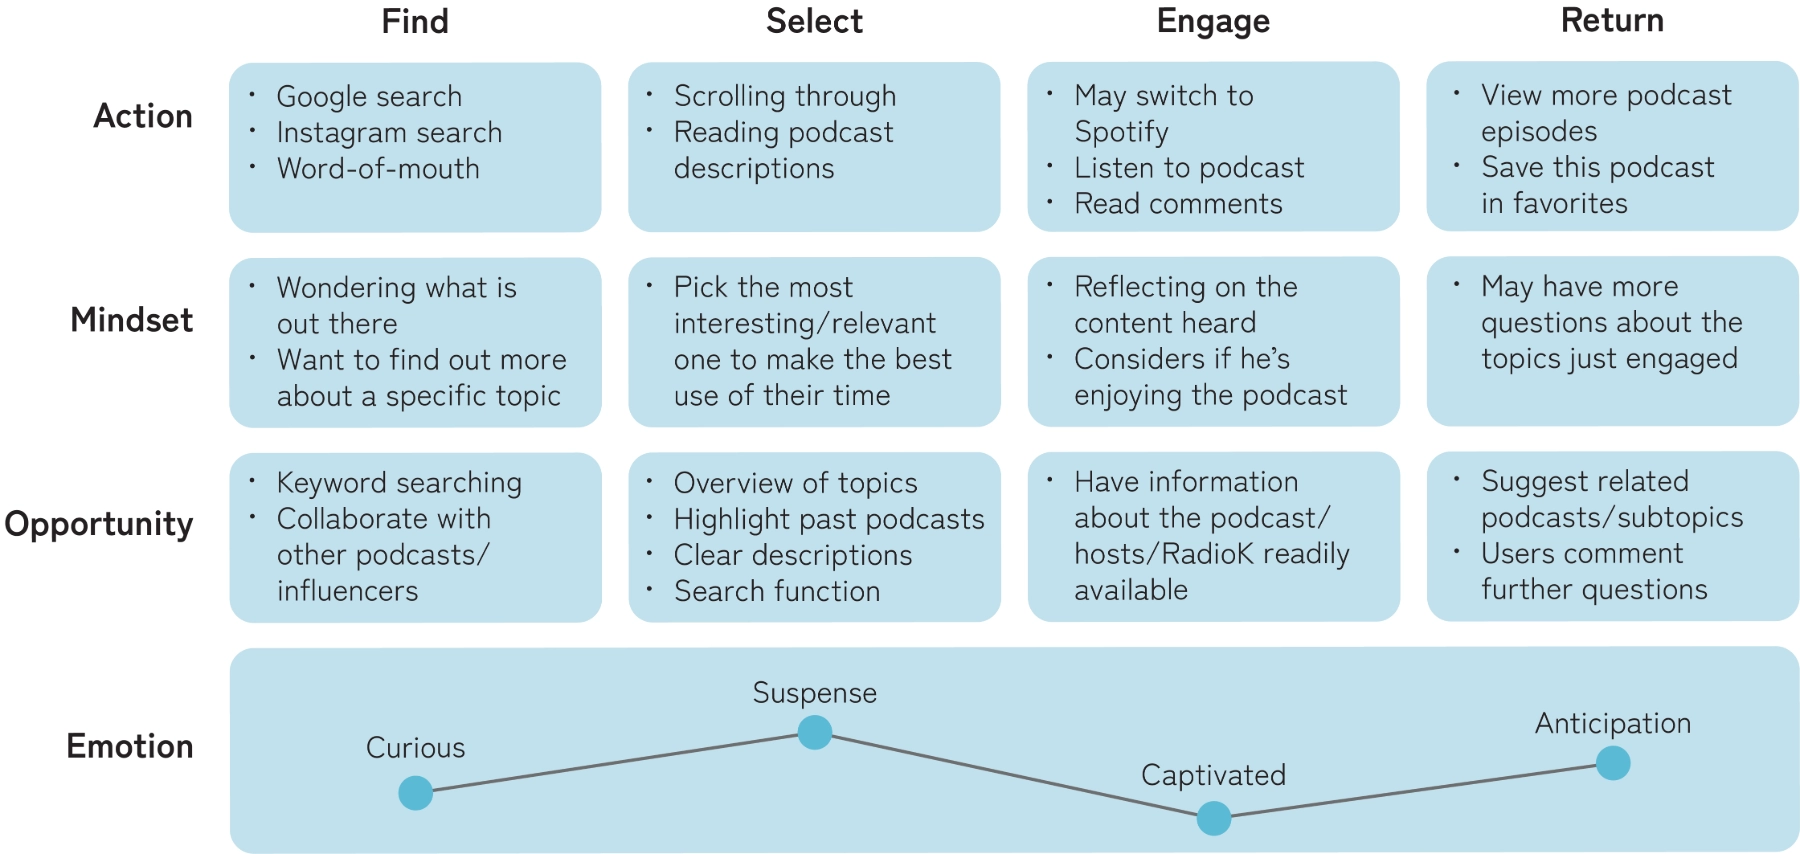 Find
Select
Engage
Return
Action
• Google search
• Instagram search
• Word-of-mouth
• Scrolling through
• Reading podcast
descriptions
• May switch to
Spotify
• Listen to podcast
• Read comments
• View more podcast
episodes
• Save this podcast
in favorites
Mindset
• Wondering what is
out there
• Want to find out more
about a specific topic
• Pick the most
interesting/relevant
one to make the best
use of their time
• Reflecting on the
content heard
• Considers if he’s
enjoying the podcast
• May have more
questions about the
topics just engaged
Opportunity
• Keyword searching
• Collaborate with
other podcasts/
influencers
• Overview of topics
• Highlight past podcasts
• Clear descriptions
• Search function
• Have information
about the podcast/
hosts/RadioK readily
available
• Suggest related
podcasts/subtopics
• Users comment
further questions
Emotion
Curious
Suspense
Captivated
Anticipation